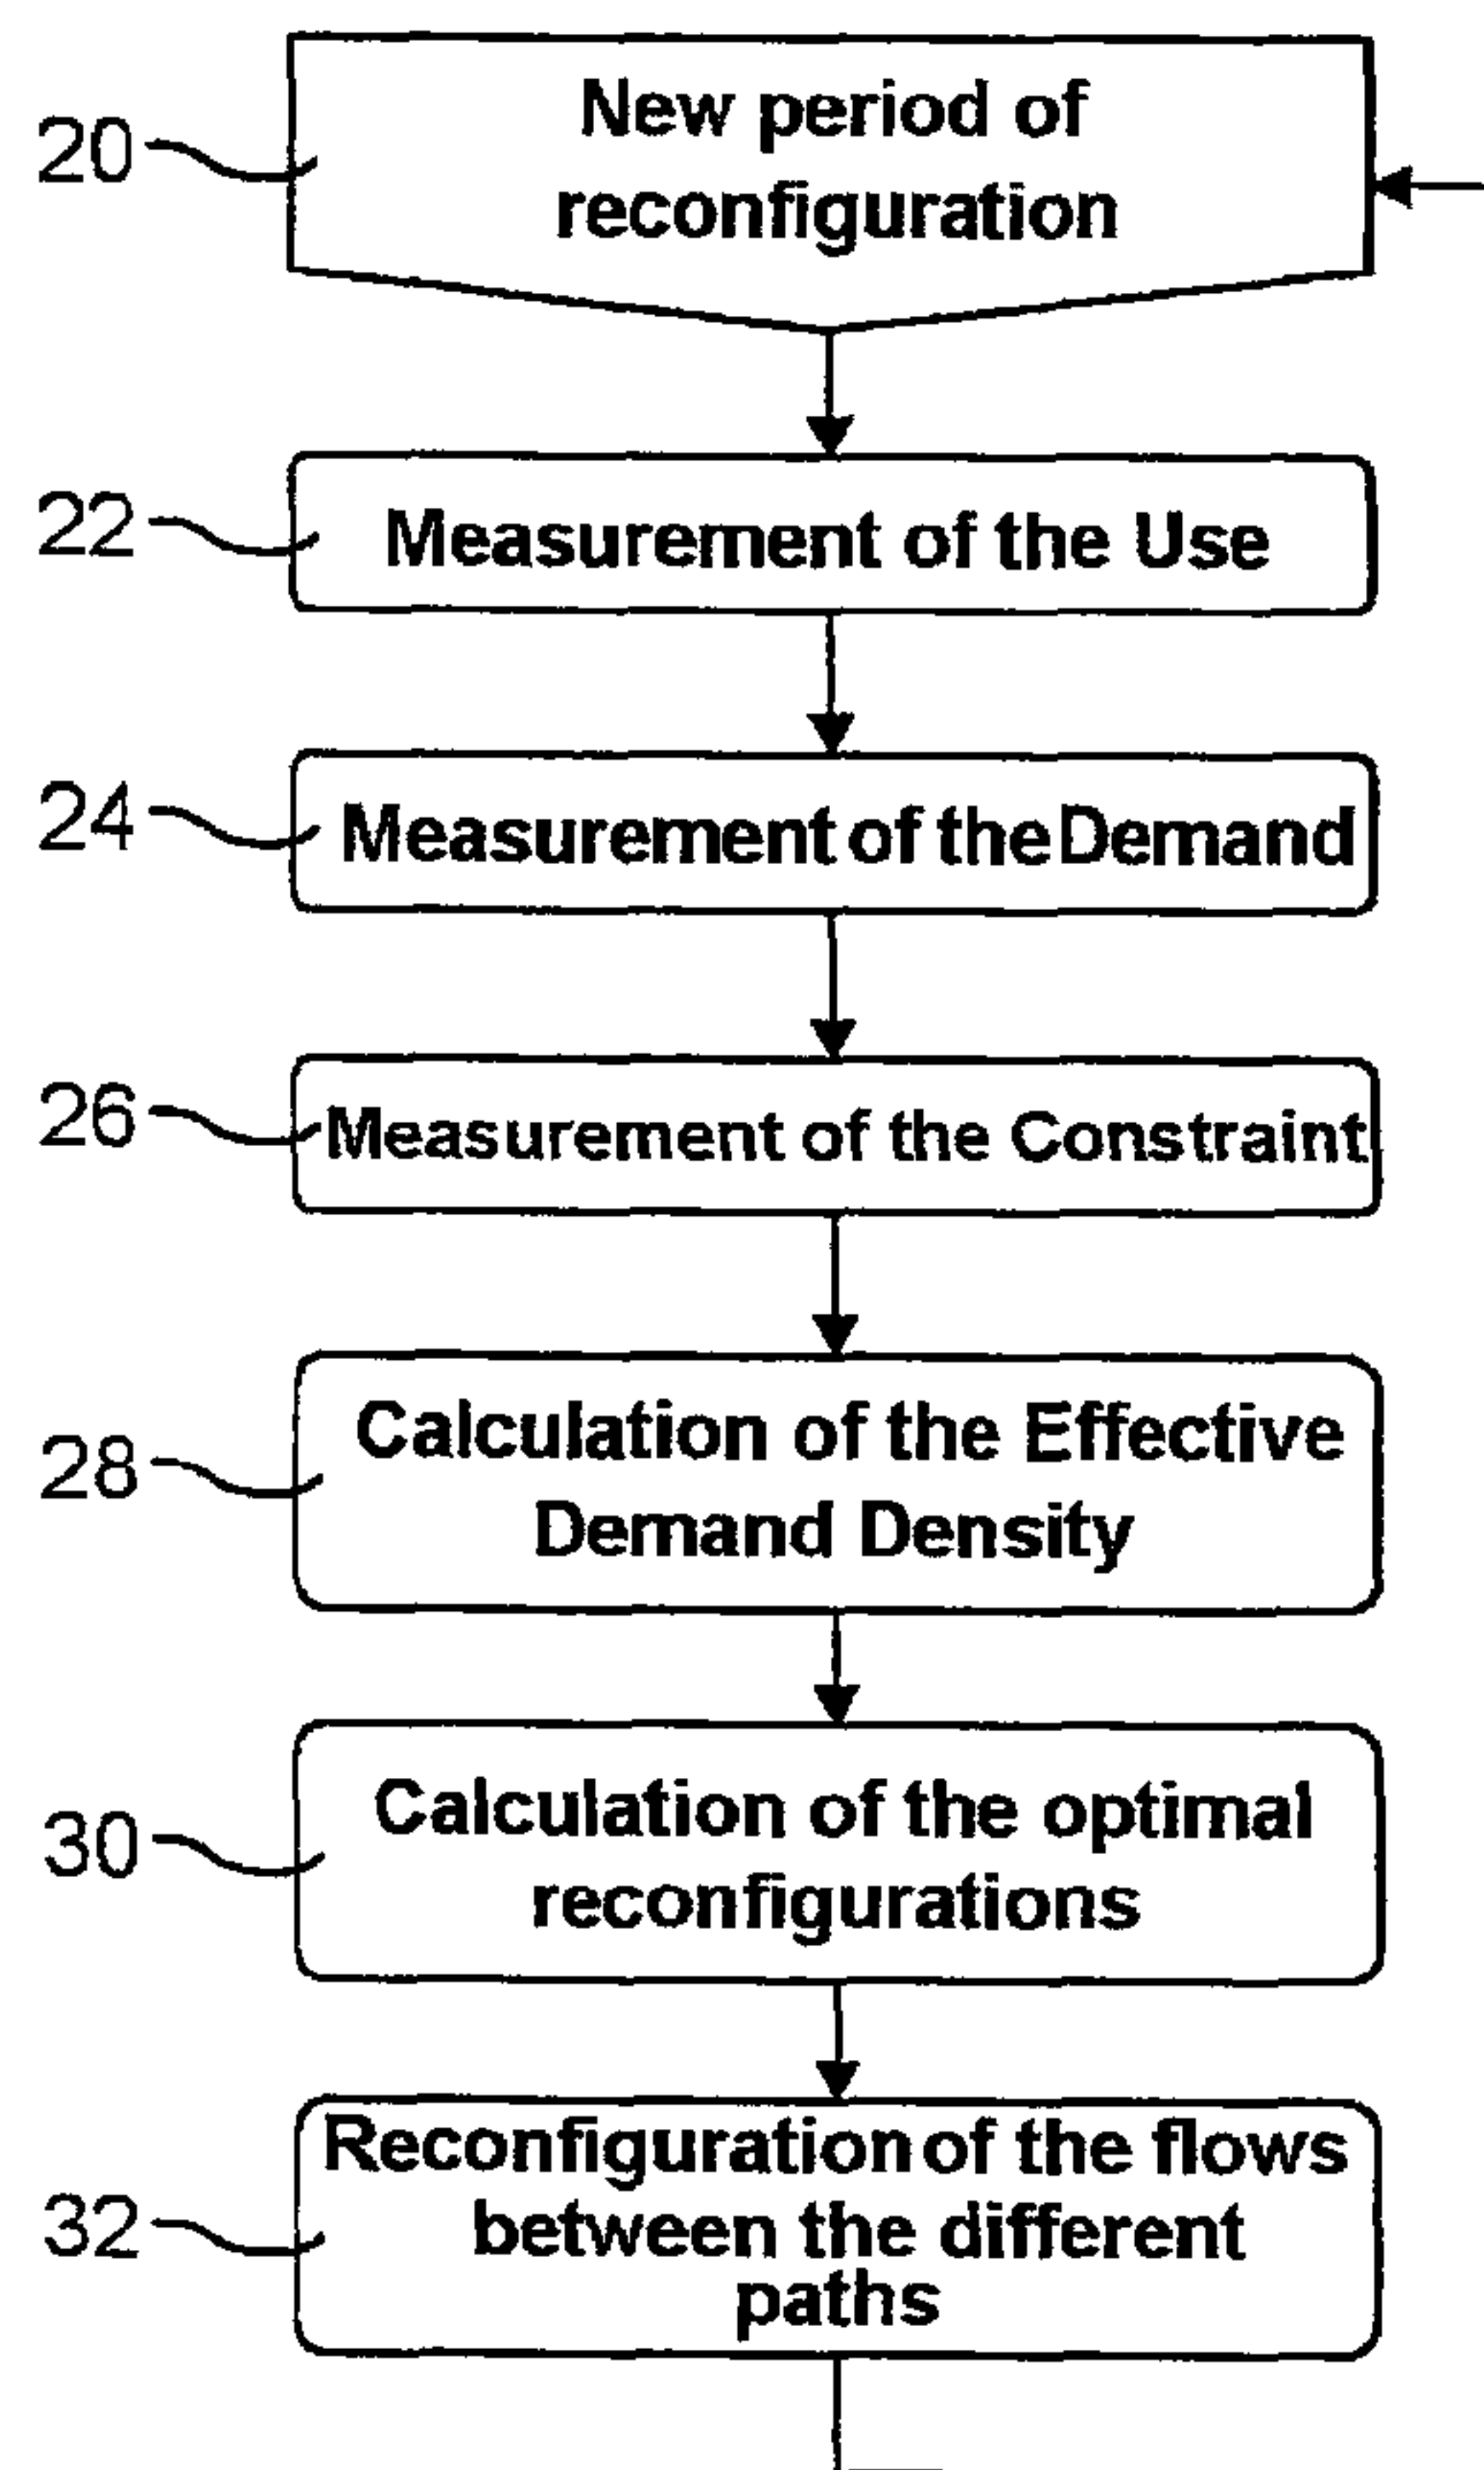 20
New period of
reconfiguration
22
Measurement of the Use
24
Measurement of the Demand
26
Measurement of the Constraint
28
Calculation of the Effective
Demand Density
30
Calculation of the optimal
reconfigurations
32
Reconfiguration of the flows
between the different
paths